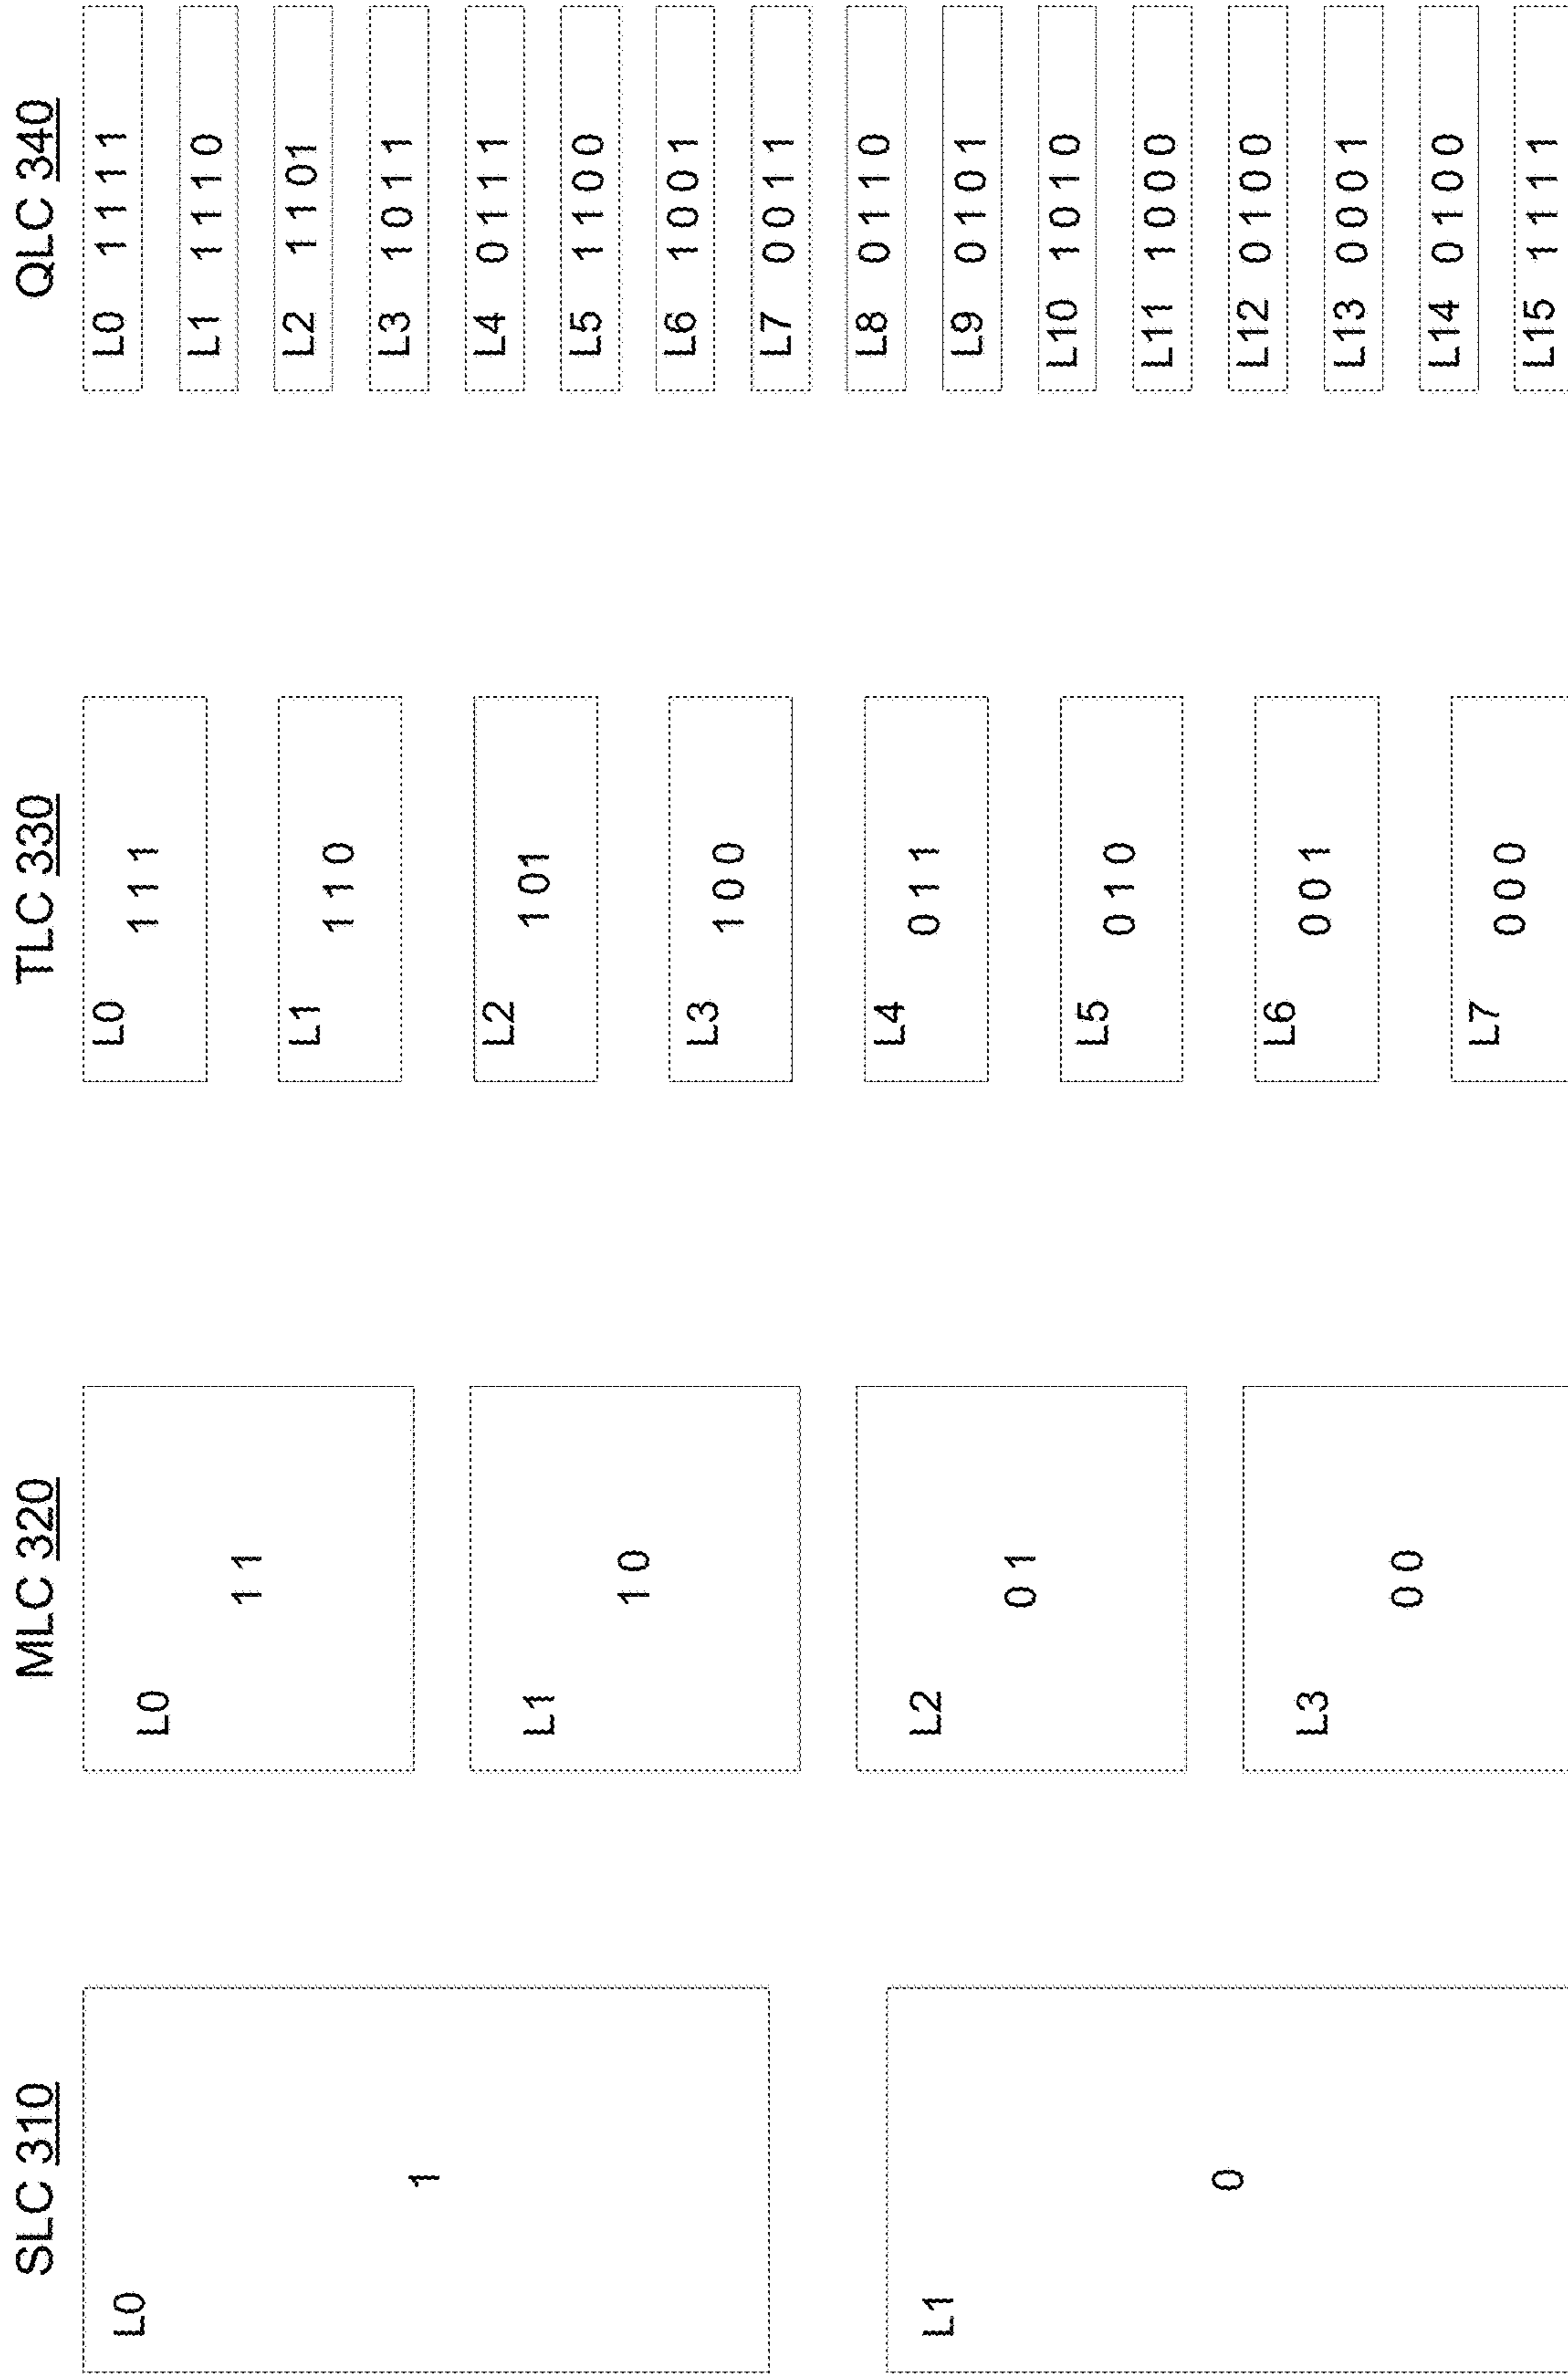 SLC 310
L0
1
L1
0
MLC 320
L0
1 1
L1
1 0
L2
0 1
L3
0 0
TLC 330
L0
1 1 1
L1
1 1 0
L2
1 01
L3
1 0 0
L4
0 1 1
L5
0 1 0
L6
0 0 1
L7
0 0 0
QLC 340
L0 1 1 1 1
L1 1 1 1 0
L2 1 1 01
L3 1 0 1 1
L4 0 1 1 1
L5 1 1 0 0
L6 1 0 0 1
L7 0 0 1 1
L8 0 1 1 0
L9 0 1 0 1
L10 1 0 1 0
L11 1 0 0 0
L12 0 1 0 0
L13 0 0 0 1
L14 0 1 0 0
L15 1 1 1 1